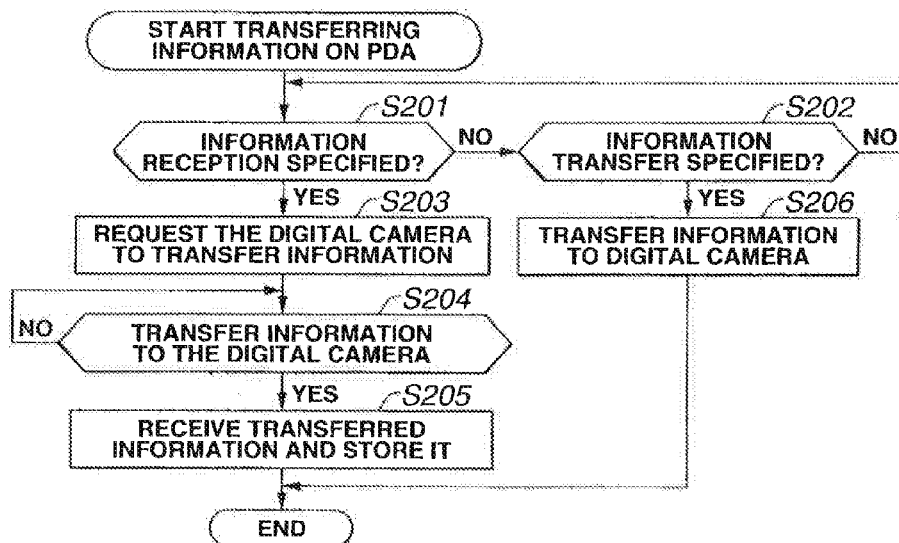 START TRANSFERRING
INFORMATION ON PDA
S201
INFORMATION
RECEPTION SPECIFIED?
NO
S202
INFORMATION
TRANSFER SPECIFIED?
NO
YES
S203
REQUEST THE DIGITAL CAMERA
TO TRANSFER INFORMATION
YES
S206
TRANSFER INFORMATION
TO DIGITAL CAMERA
S204
TRANSFER INFORMATION
TO THE DIGITAL CAMERA
NO
YES
S205
RECEIVE TRANSFERRED
INFORMATION AND STORE IT
END